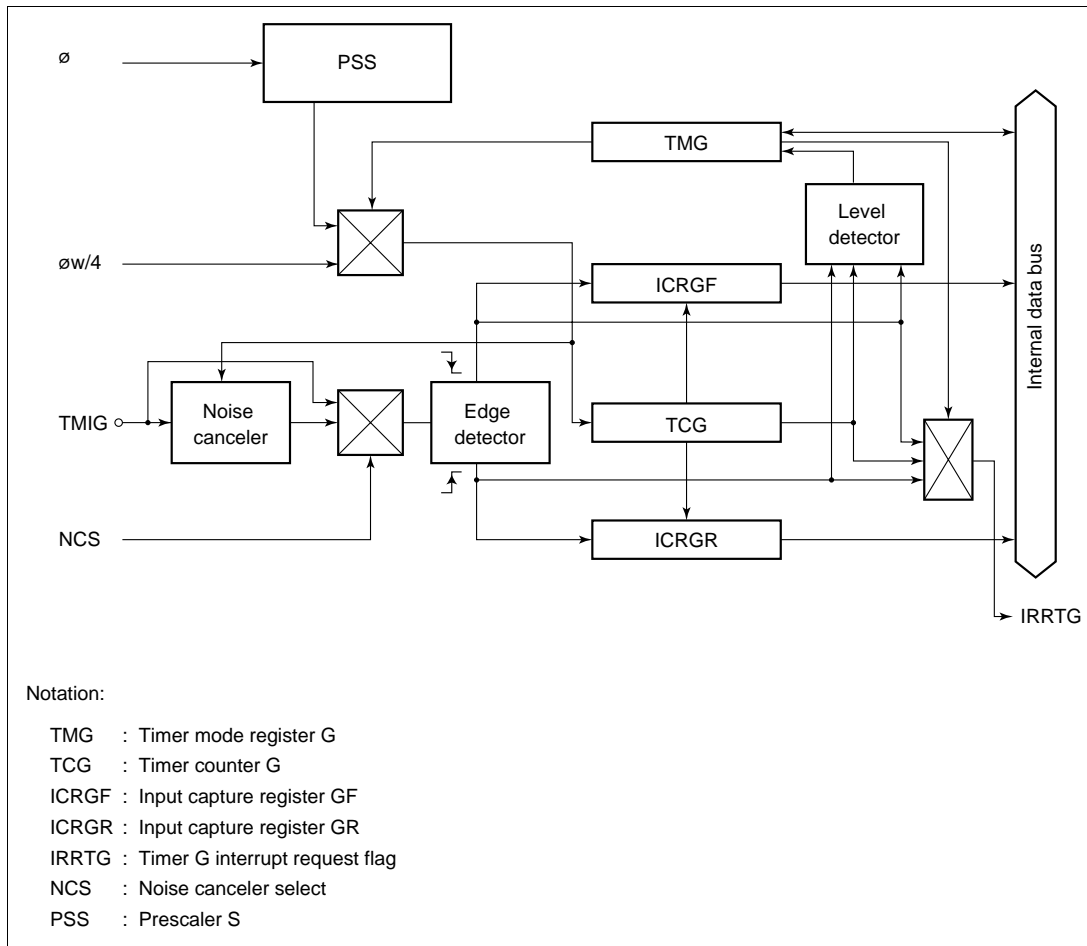 ø
PSS
TMG
Level
detector
øw/4
ICRGF
Internal data bus
TMIG
Noise
canceler
Edge
detector
TCG
NCS
ICRGR
IRRTG
Notation:
TMG : Timer mode register G
TCG : Timer counter G
ICRGF : Input capture register GF
ICRGR : Input capture register GR
IRRTG : Timer G interrupt request flag
NCS : Noise canceler select
PSS : Prescaler S